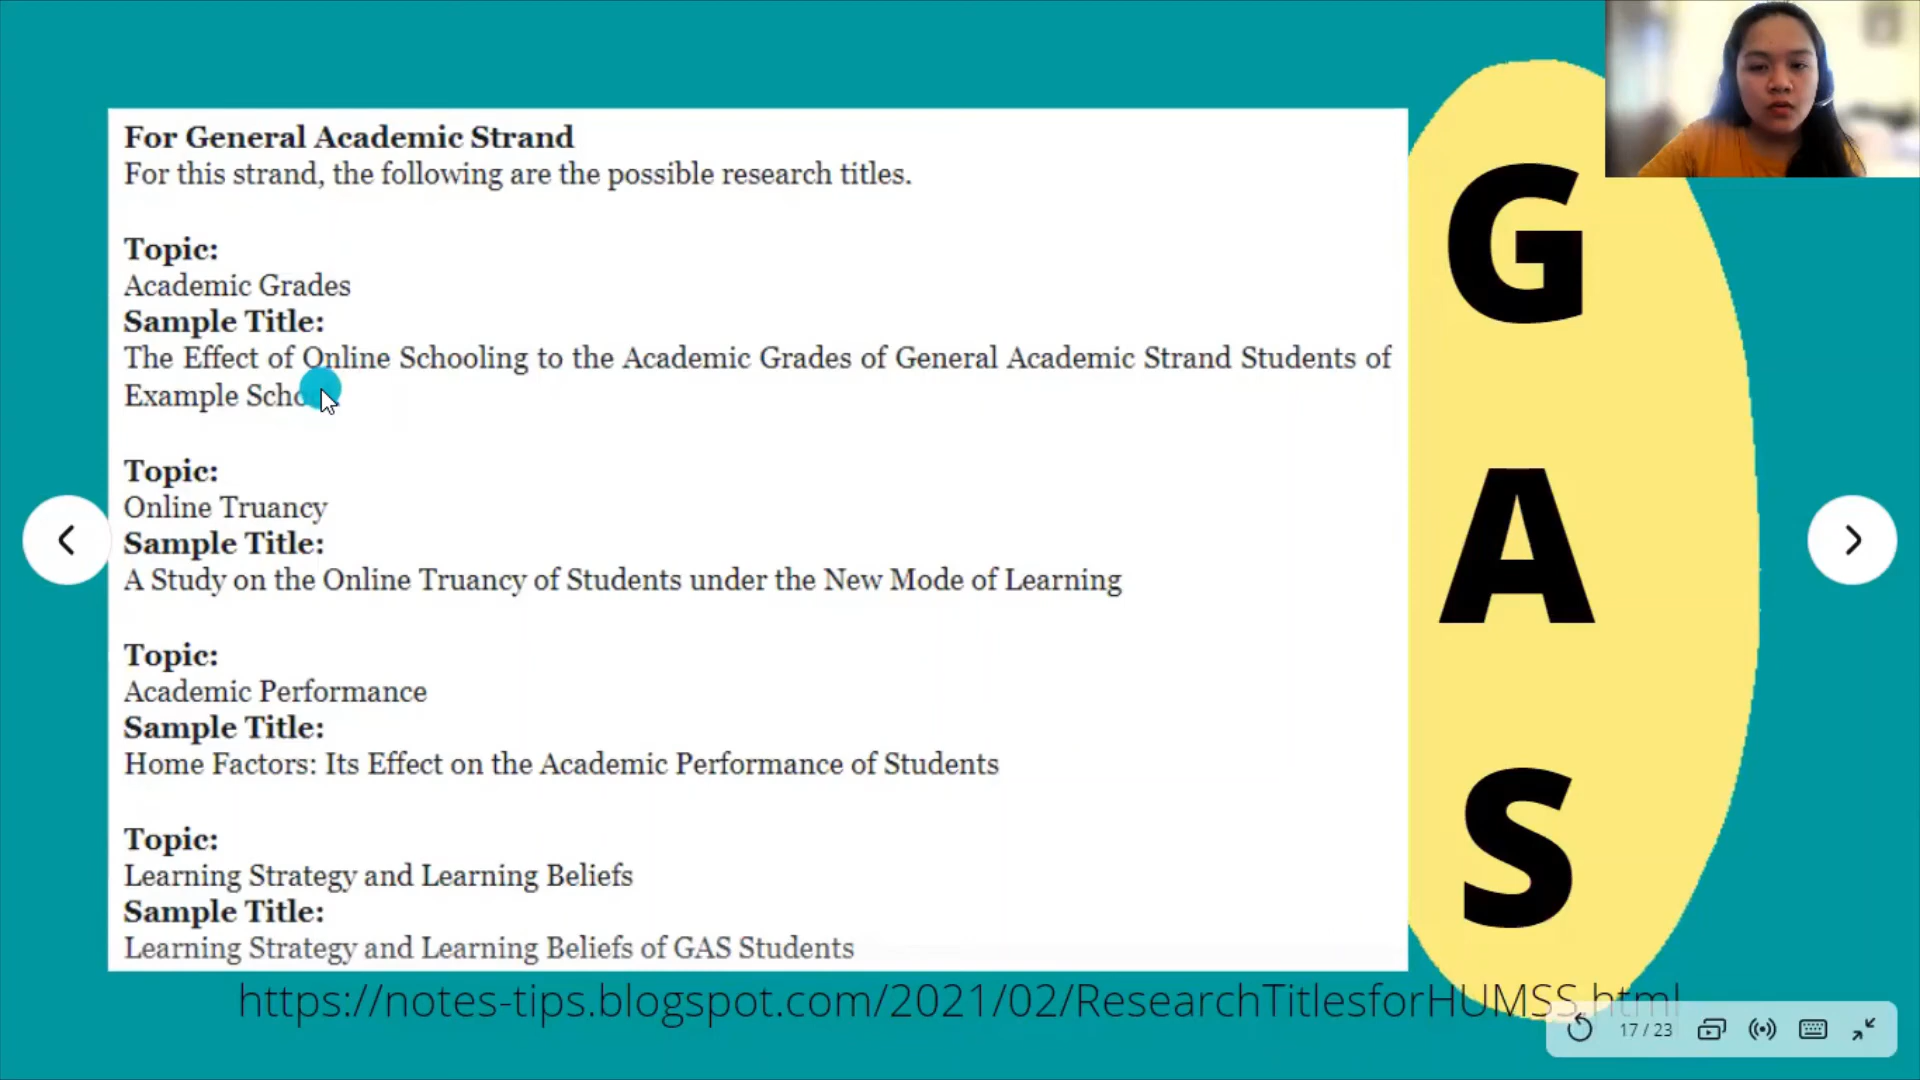 For General Academic Strand
For this strand, the following are the possible research titles.
Topic:
Academic Grades
Sample Title:
The Effect of Online Schooling to the Academic Grades of General Academic Strand Students of
Example
Topic:
Online Truancy
Sample Title:
A Study on the Online Truancy of Students under the New Mode of Learning
Topic:
Academic Performance
Sample Title:
Home Factors: Its Effect on the Academic Performance of Students
Topic:
Learning Strategy and Learning Beliefs
Sample Title:
Learning Strategy and Learning Beliefs of GAS Students
G
A
S
https://notes-tips.blogspot.com/2021/02/ResearchTitlesforHUMSS.html
17 / 23